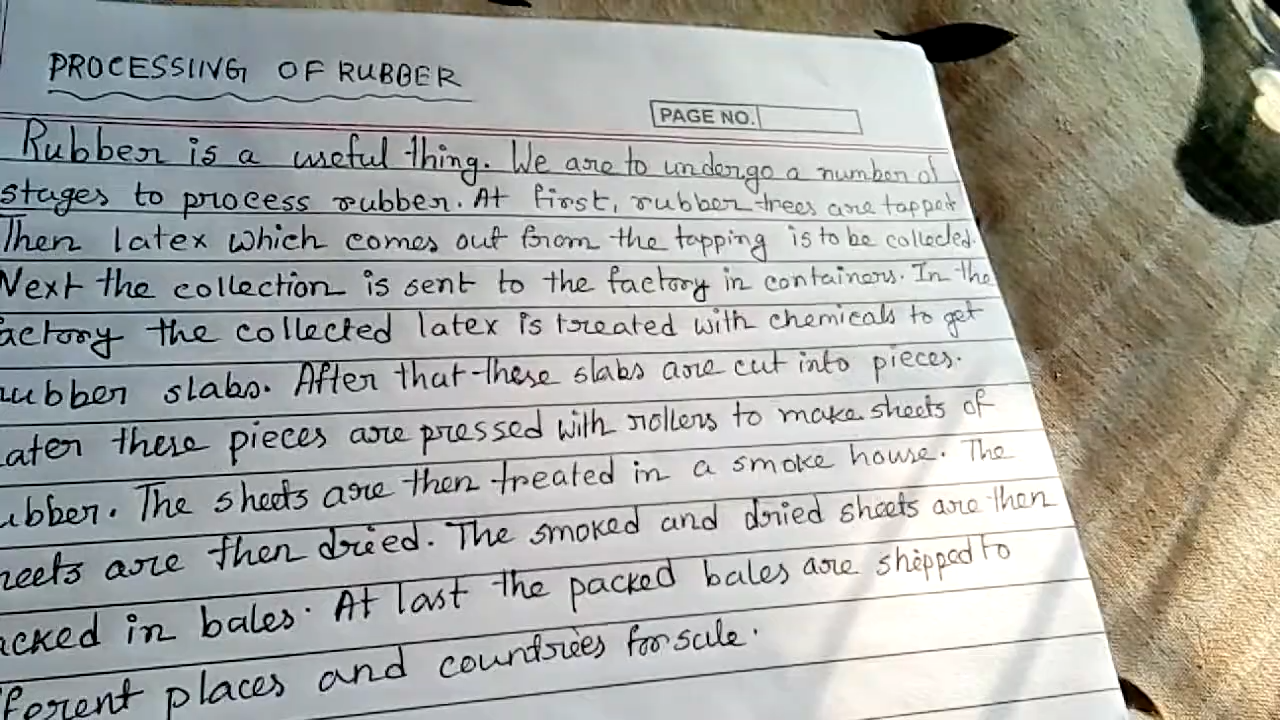 PROCESSING OF RUBBER
PAGE NO.
Rubber is a useful thing. We are to undergo a number of
stages to process rubber. At first, rubber trees are tapped
Then latex which comes out from the tapping is to be collected.
Next the collection is sent to the factory in containers. In the
actory the collected latex is treated with chemicals to get
rubber slabs. After that these slabs are cut into pieces.
ater these pieces are pressed with rollers to make sheets of
ubber. The sheets are then treated in a smoke house. The
heets are then dried. The smoked and dried sheets are then
acked in bales. At last the packed bales are shipped to
fferent places and countries for sale.